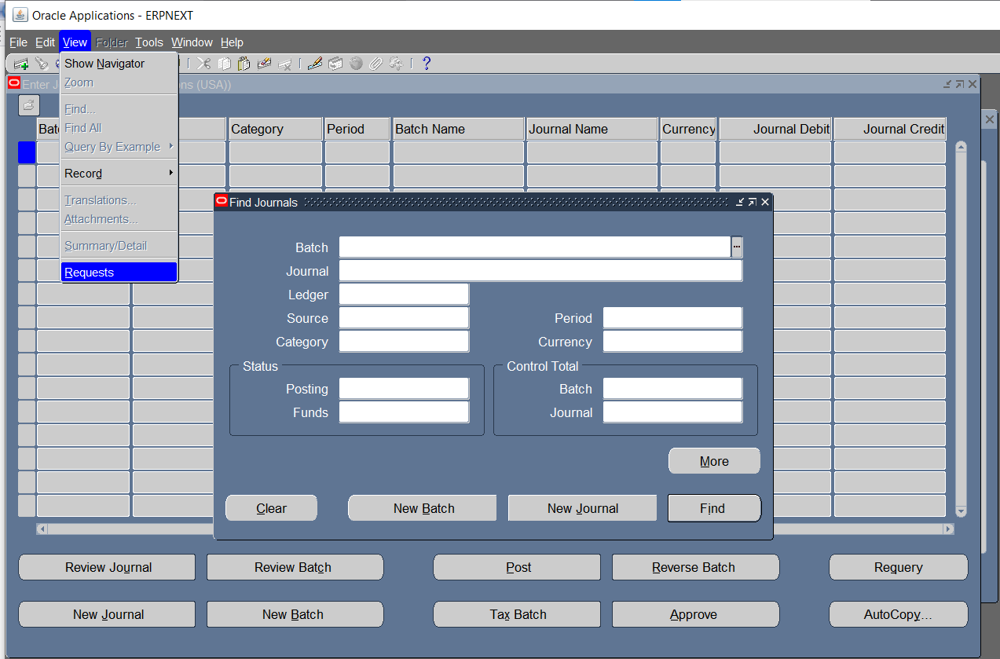 Oracle Applications - ERPNEXT
File Edit View Folder Tools Window Help
Show Navigator
Zoom
Enter J
ons (USA))
Find...
Find All
Query By Example
Record
Translations...
Attachments...
Summary/Detail
Requests
Bat Category Period Batch Name Journal Name Currency Journal Debit Journal Credit
Find Journals
Batch
...
Journal
Ledger
Source Period
Category Currency
Status Control Total
Posting Batch
Funds Journal
More
Clear New Batch New Journal Find
Review Journal Review Batch Post Reverse Batch Requery
New Journal New Batch Tax Batch Approve AutoCopy...